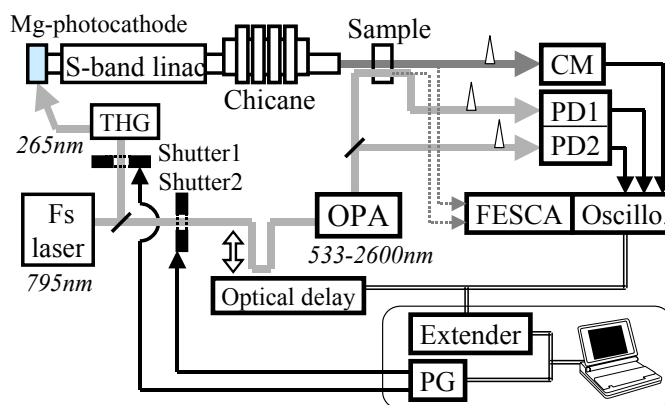 Mg-photocathode
Sample
S-band linac
CM
Chicane
THG
PD1
265nm
Shutter1
PD2
Shutter2
Fs
laser
OPA
FESCA
Oscillo.
533-2600nm
795nm
Optical delay
Extender
PG